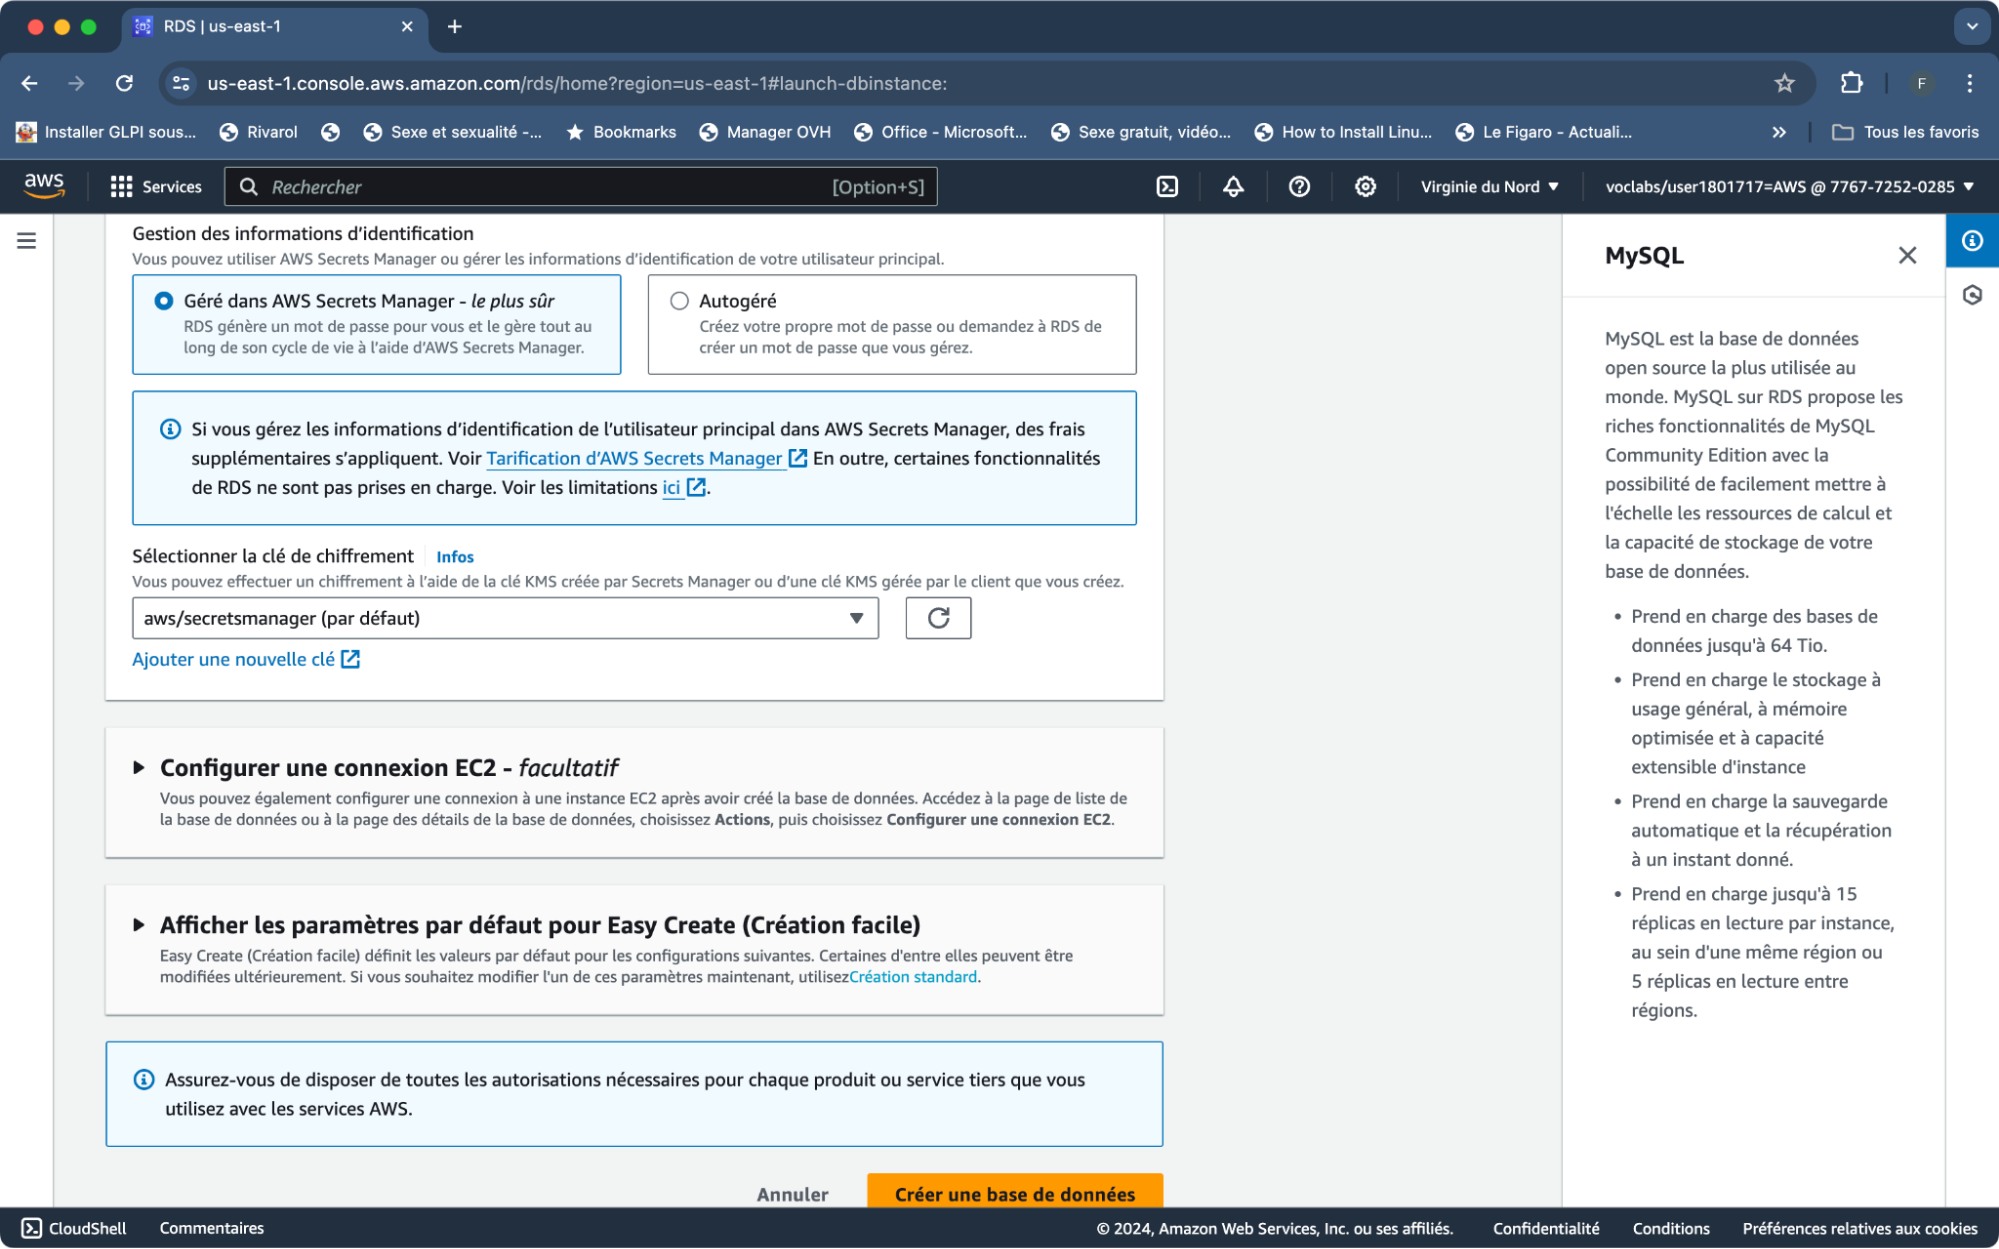 RDS | us-east-1
us-east-1.console.aws.amazon.com/rds/home?region=us-east-1#launch-dbinstance:
F
Installer GLPI sous...
Rivarol
Sexe et sexualité -...
Bookmarks
Manager OVH
Office - Microsoft...
Sexe gratuit, vidéo...
How to Install Linu...
Le Figaro - Actuali...
Tous les favoris
aws
Services
Rechercher
[Option+S]
Virginie du Nord
voclabs/user1801717=AWS @ 7767-7252-0285
Gestion des informations d’identification
Vous pouvez utiliser AWS Secrets Manager ou gérer les informations d’identification de votre utilisateur principal.
Géré dans AWS Secrets Manager - le plus sûr
RDS génère un mot de passe pour vous et le gère tout au
long de son cycle de vie à l’aide d’AWS Secrets Manager.
Autogéré
Créez votre propre mot de passe ou demandez à RDS de
créer un mot de passe que vous gérez.
Si vous gérez les informations d’identification de l’utilisateur principal dans AWS Secrets Manager, des frais
supplémentaires s’appliquent. Voir Tarification d’AWS Secrets Manager En outre, certaines fonctionnalités
de RDS ne sont pas prises en charge. Voir les limitations ici.
Sélectionner la clé de chiffrement Infos
Vous pouvez effectuer un chiffrement à l’aide de la clé KMS créée par Secrets Manager ou d’une clé KMS gérée par le client que vous créez.
aws/secretsmanager (par défaut)
Ajouter une nouvelle clé
Configurer une connexion EC2 - facultatif
Vous pouvez également configurer une connexion à une instance EC2 après avoir créé la base de données. Accédez à la page de liste de
la base de données ou à la page des détails de la base de données, choisissez Actions, puis choisissez Configurer une connexion EC2.
Afficher les paramètres par défaut pour Easy Create (Création facile)
Easy Create (Création facile) définit les valeurs par défaut pour les configurations suivantes. Certaines d'entre elles peuvent être
modifiées ultérieurement. Si vous souhaitez modifier l'un de ces paramètres maintenant, utilisezCréation standard.
Assurez-vous de disposer de toutes les autorisations nécessaires pour chaque produit ou service tiers que vous
utilisez avec les services AWS.
Annuler
Créer une base de données
MySQL
MySQL est la base de données
open source la plus utilisée au
monde. MySQL sur RDS propose les
riches fonctionnalités de MySQL
Community Edition avec la
possibilité de facilement mettre à
l'échelle les ressources de calcul et
la capacité de stockage de votre
base de données.
• Prend en charge des bases de
données jusqu'à 64 Tio.
• Prend en charge le stockage à
usage général, à mémoire
optimisée et à capacité
extensible d'instance
• Prend en charge la sauvegarde
automatique et la récupération
à un instant donné.
• Prend en charge jusqu'à 15
réplicas en lecture par instance,
au sein d'une même région ou
5 réplicas en lecture entre
régions.
CloudShell
Commentaires
© 2024, Amazon Web Services, Inc. ou ses affiliés.
Confidentialité
Conditions
Préférences relatives aux cookies